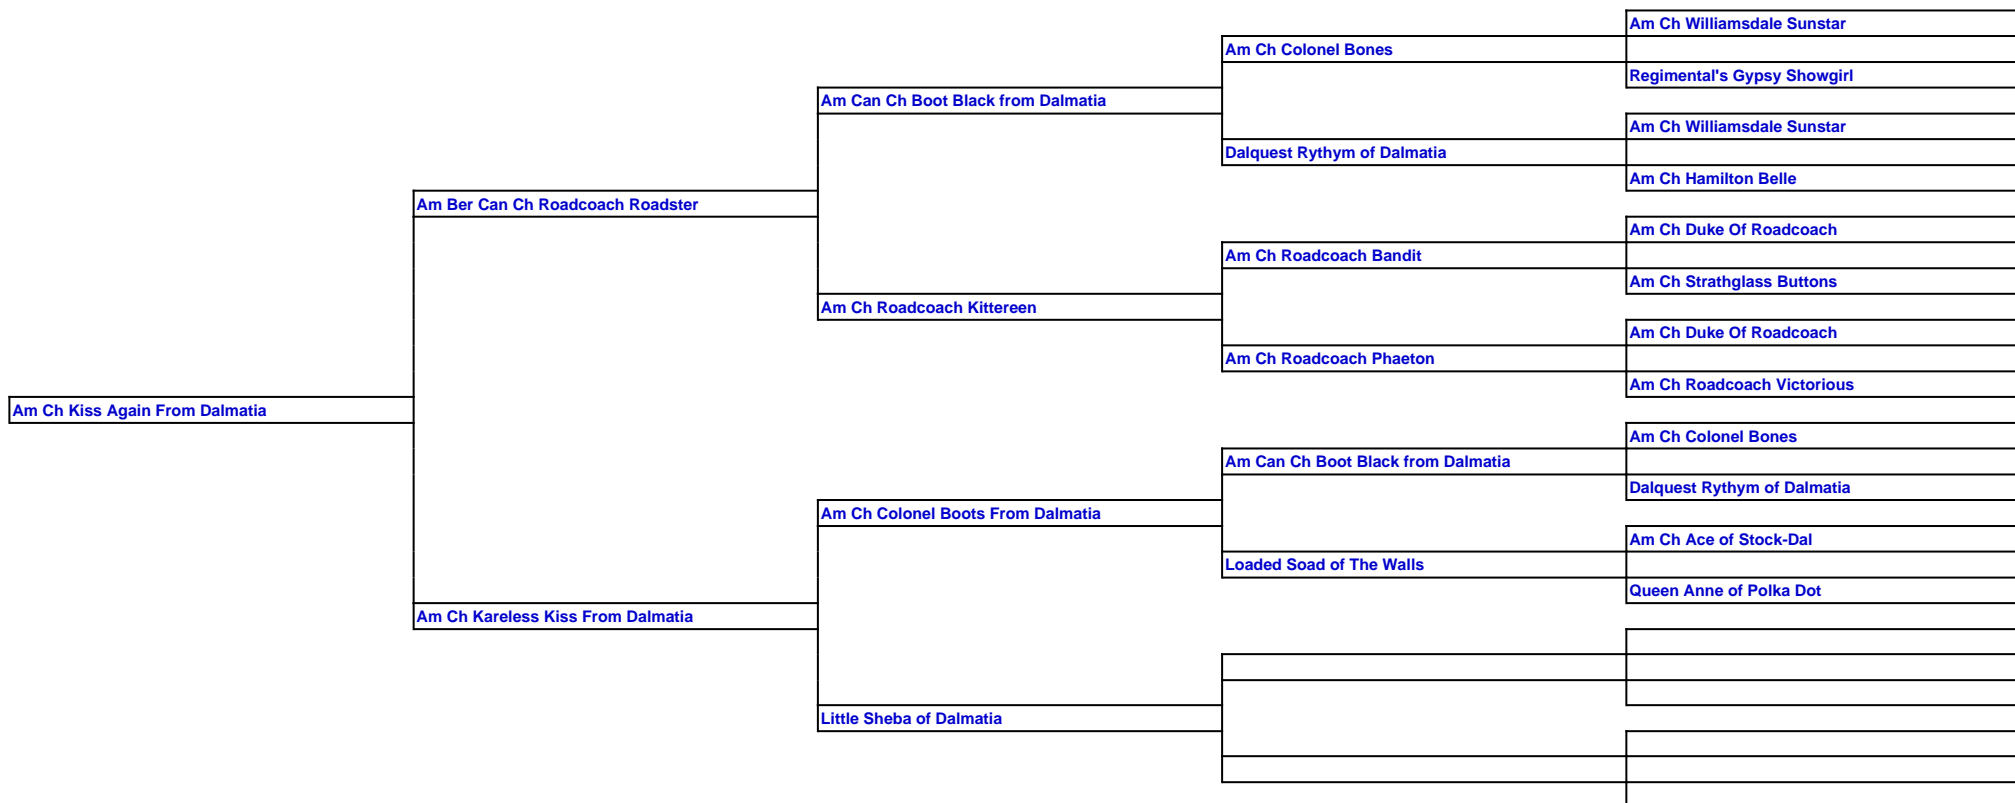 Am Ch Williamsdale Sunstar
Am Ch Colonel Bones
Regimental's Gypsy Showgirl
Am Can Ch Boot Black from Dalmatia
Am Ch Williamsdale Sunstar
Dalquest Rythym of Dalmatia
Am Ch Hamilton Belle
Am Ber Can Ch Roadcoach Roadster
Am Ch Duke Of Roadcoach
Am Ch Roadcoach Bandit
Am Ch Strathglass Buttons
Am Ch Roadcoach Kittereen
Am Ch Duke Of Roadcoach
Am Ch Roadcoach Phaeton
Am Ch Roadcoach Victorious
Am Ch Kiss Again From Dalmatia
Am Ch Colonel Bones
Am Can Ch Boot Black from Dalmatia
Dalquest Rythym of Dalmatia
Am Ch Colonel Boots From Dalmatia
Am Ch Ace of Stock-Dal
Loaded Soad of The Walls
Queen Anne of Polka Dot
Am Ch Kareless Kiss From Dalmatia
Little Sheba of Dalmatia